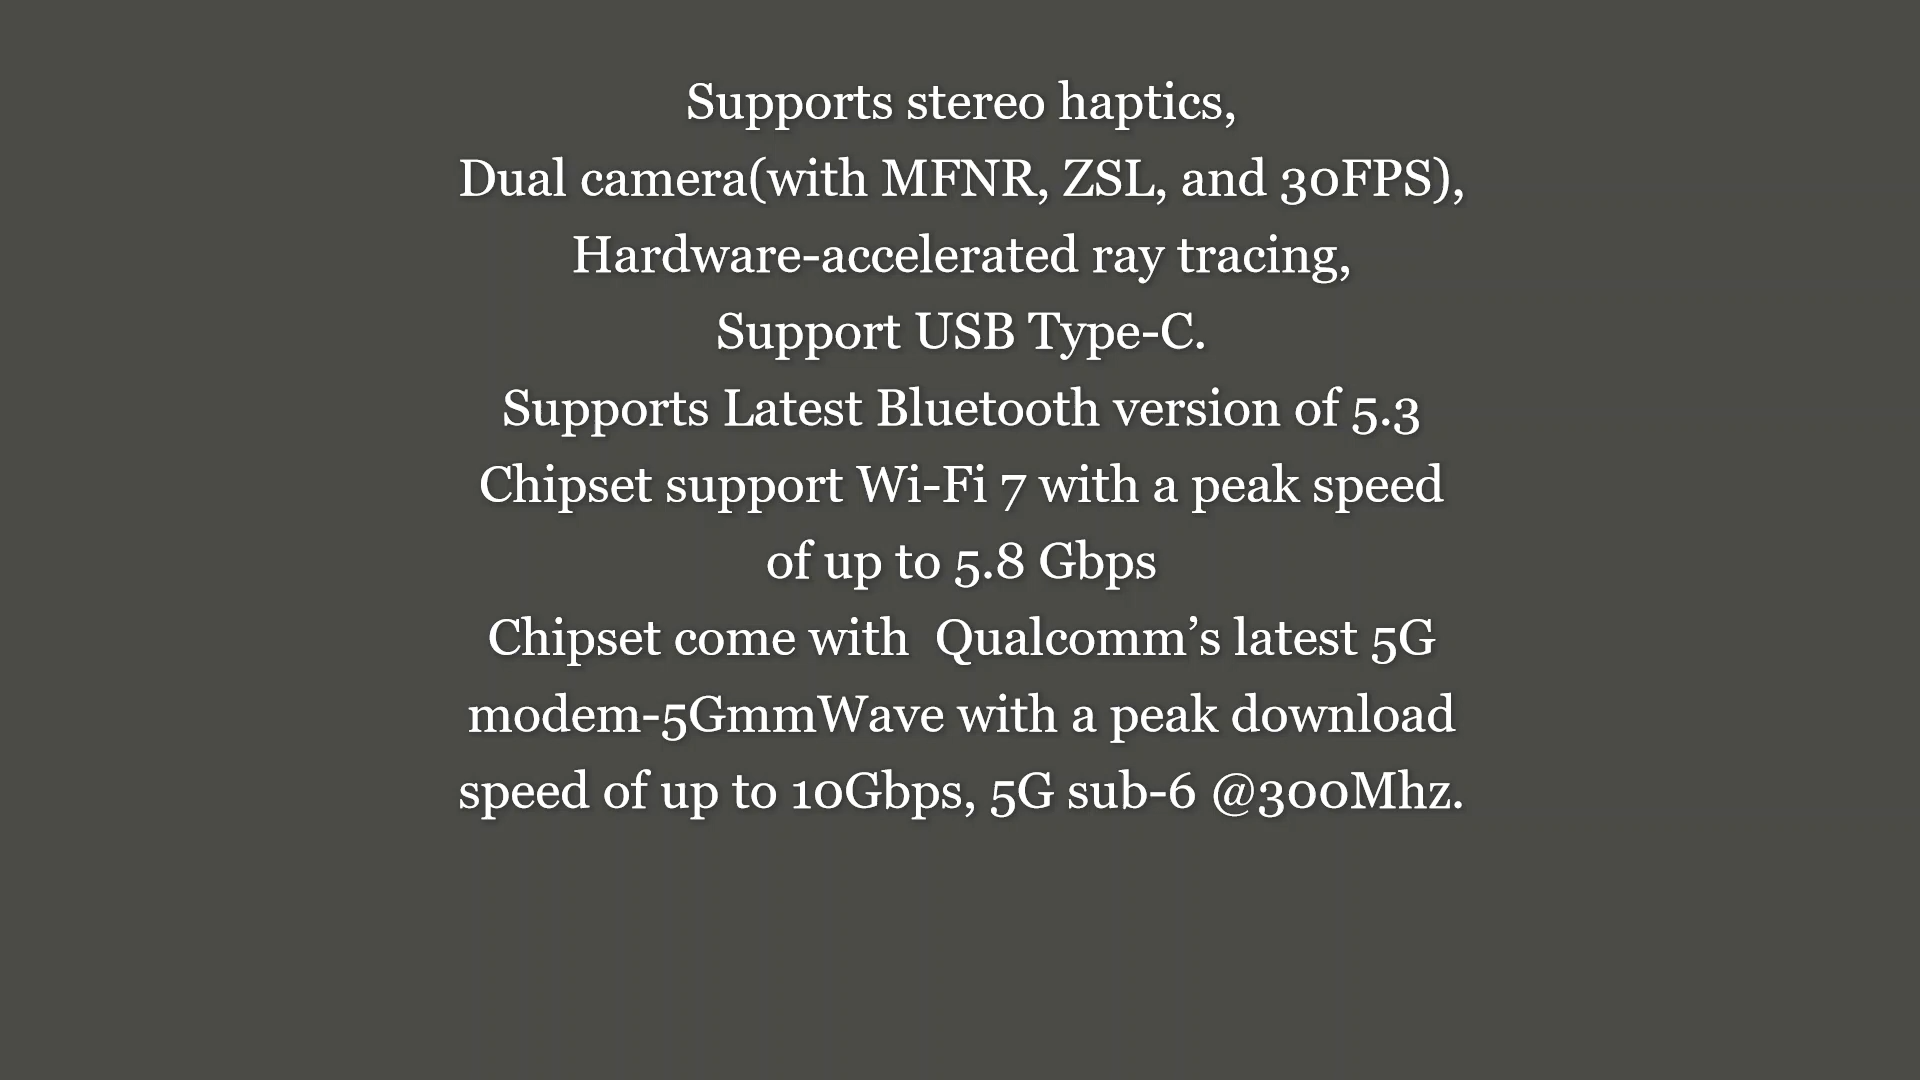 Supports stereo haptics,
Dual camera(with MFNR, ZSL, and 30FPS),
Hardware-accelerated ray tracing,
Support USB Type-C.
Supports Latest Bluetooth version of 5.3
Chipset support Wi-Fi 7 with a peak speed
of up to 5.8 Gbps
Chipset come with  Qualcomm’s latest 5G
modem-5GmmWave with a peak download
speed of up to 10Gbps, 5G sub-6 @300Mhz.